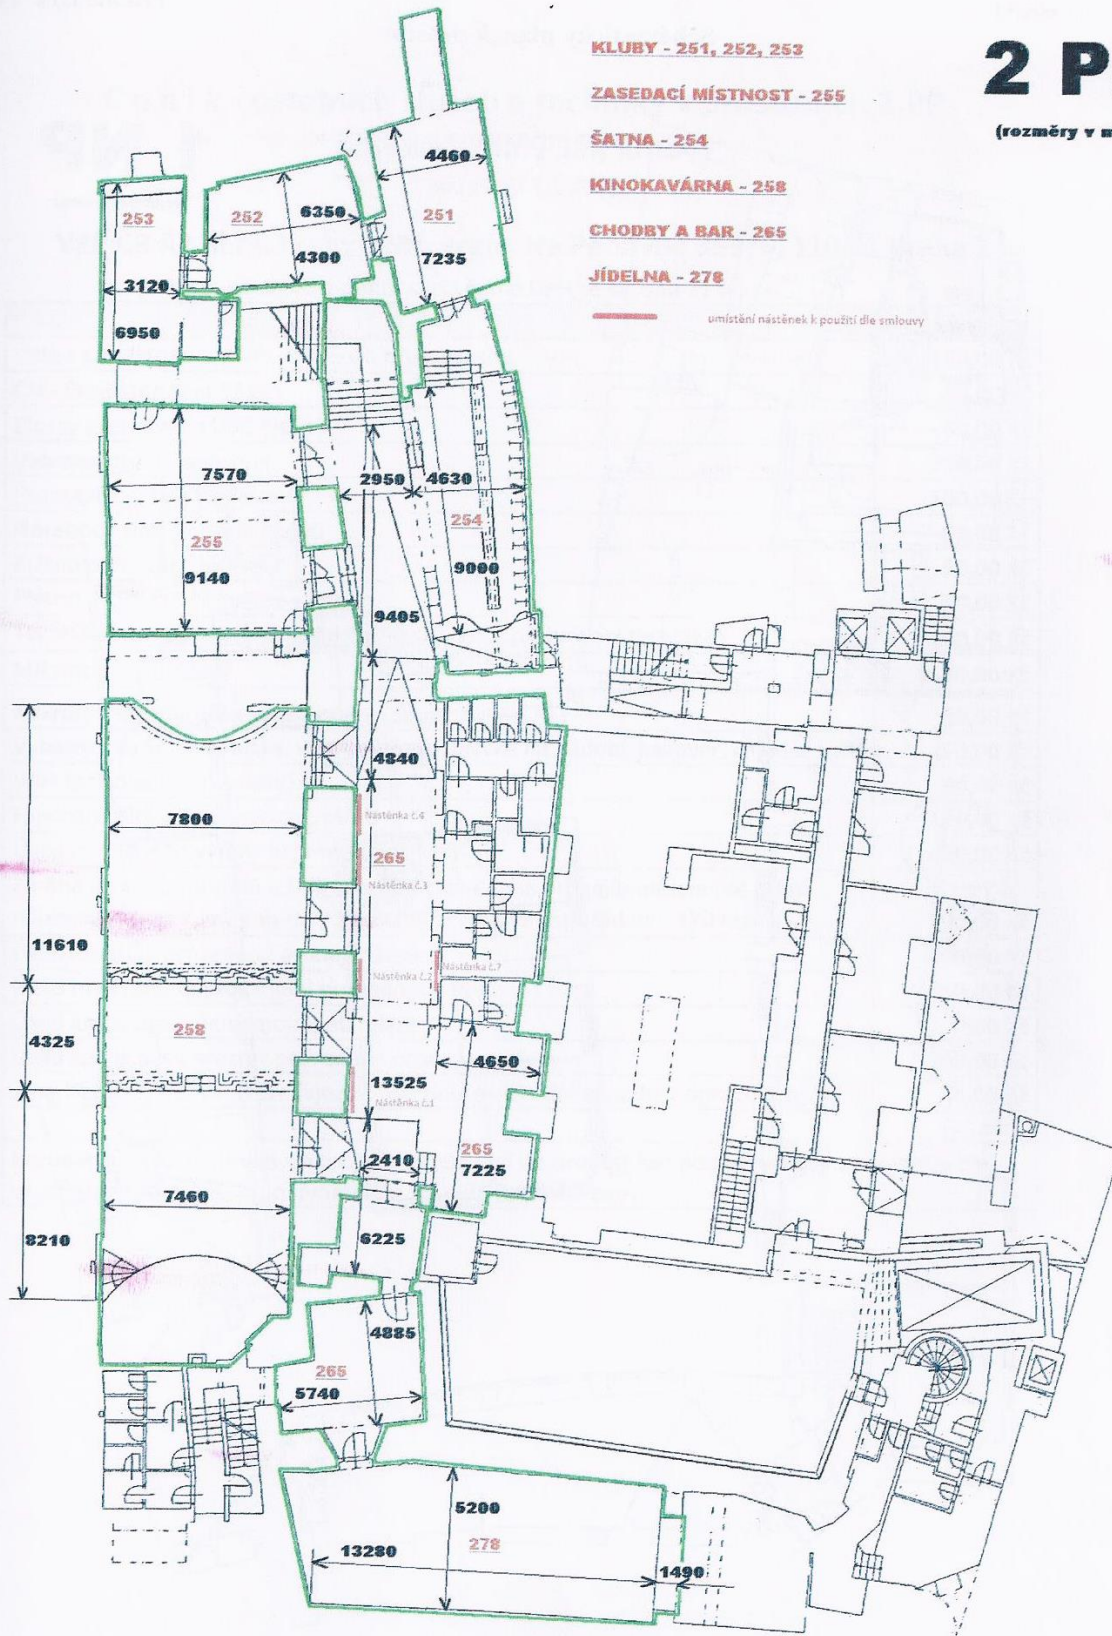 KLUBY - 251, 252, 253
2 P
ZASEDACÍ MÍSTNOST - 255
(rozměry v m
ŠATNA - 254
KINOKAVÁRNA - 258
CHODBY A BAR - 265
JÍDELNA - 278
umístění nástěnek k použití dle smlouvy
4460
253
252
6350
251
4300
7235
3120
6950
7570
2950
4630
255
254
9140
9000
9405
4840
7800
Nástěnka č.4
265
Nástěnka č.3
11610
Nástěnka č.2
Nástěnka č.7
258
4325
4650
13525
Nástěnka č.1
265
2410
7225
7460
8210
6225
4885
265
5740
5200
13280
278
1490